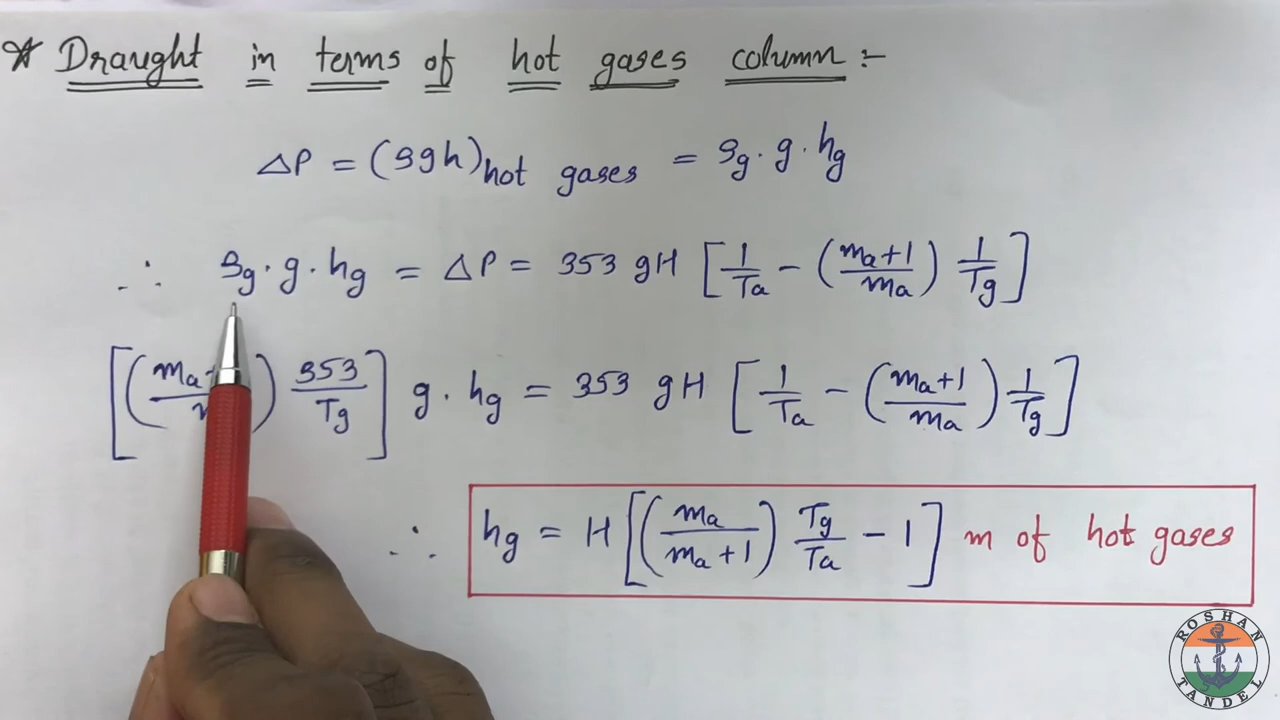 * Draught in terms of hot gases column :-
ΔP = (ρgh)hot gases = ρg · g · hg
∴ ρg · g · hg = ΔP = 353 gH [1/Ta - (ma+1/ma) 1/Tg]
[(ma ) 353/Tg] g · hg = 353 gH [1/Ta - (ma+1/ma) 1/Tg]
∴ hg = H [(ma/ma+1) Tg/Ta - 1] m of hot gases
ROSHAN
TANDEL